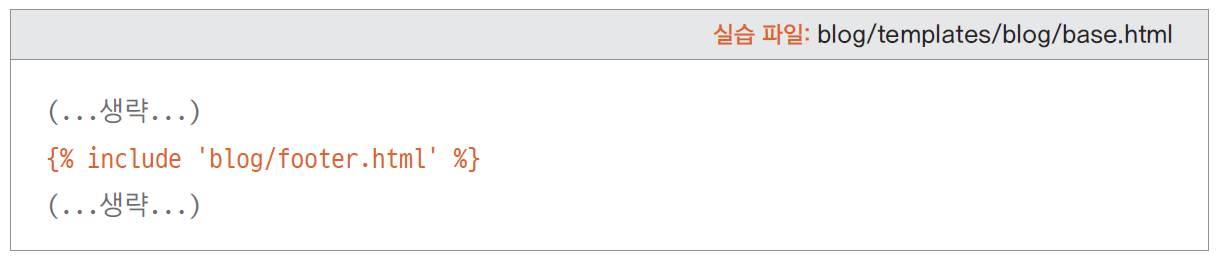 실습 파일: blog/templates/blog/base.html
(...생략...)
{% include 'blog/footer.html' %}
(...생략...)